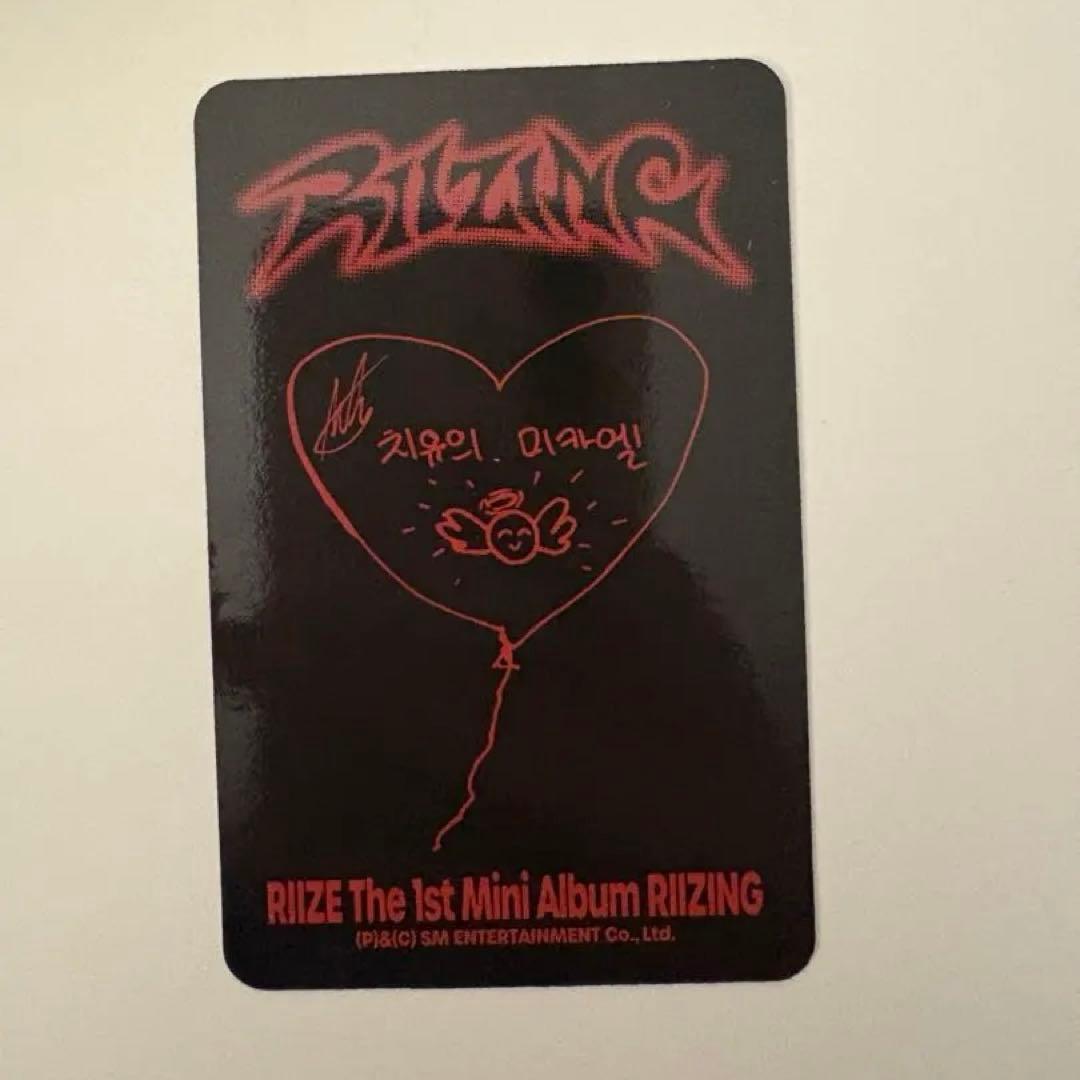 RIIZING
치유의 미카엘
RIIZE The 1st Mini Album RIIZING
(P)&(C) SM ENTERTAINMENT Co., Ltd.